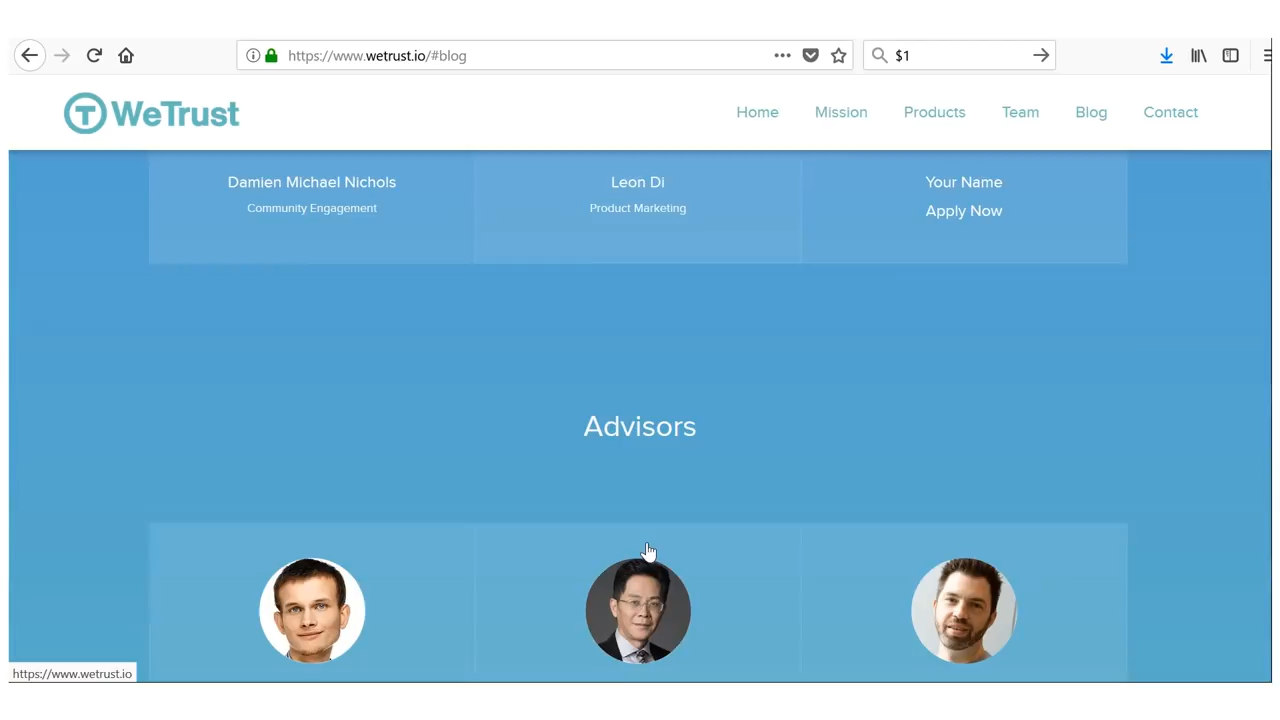 https://www.wetrust.io/#blog
$1
WeTrust
Home Mission Products Team Blog Contact
Damien Michael Nichols
Community Engagement
Leon Di
Product Marketing
Your Name
Apply Now
Advisors
https://www.wetrust.io